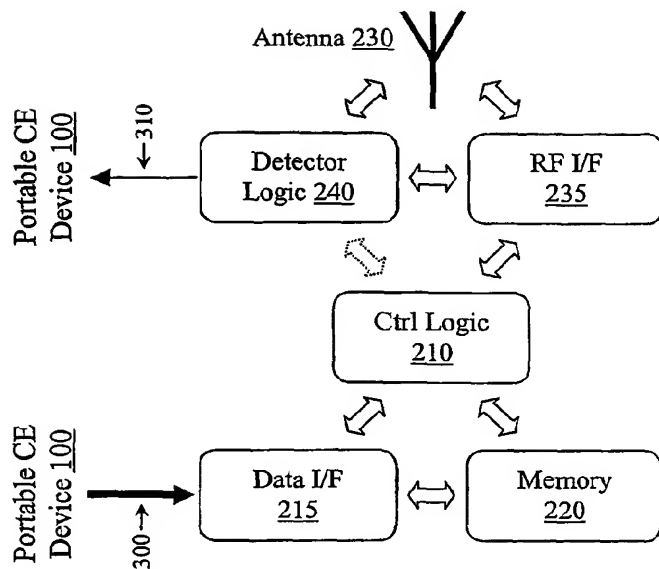 Antenna 230
Portable CE
Device 100
310
Detector
Logic 240
RF I/F
235
Ctrl Logic
210
Portable CE
Device 100
300
Data I/F
215
Memory
220